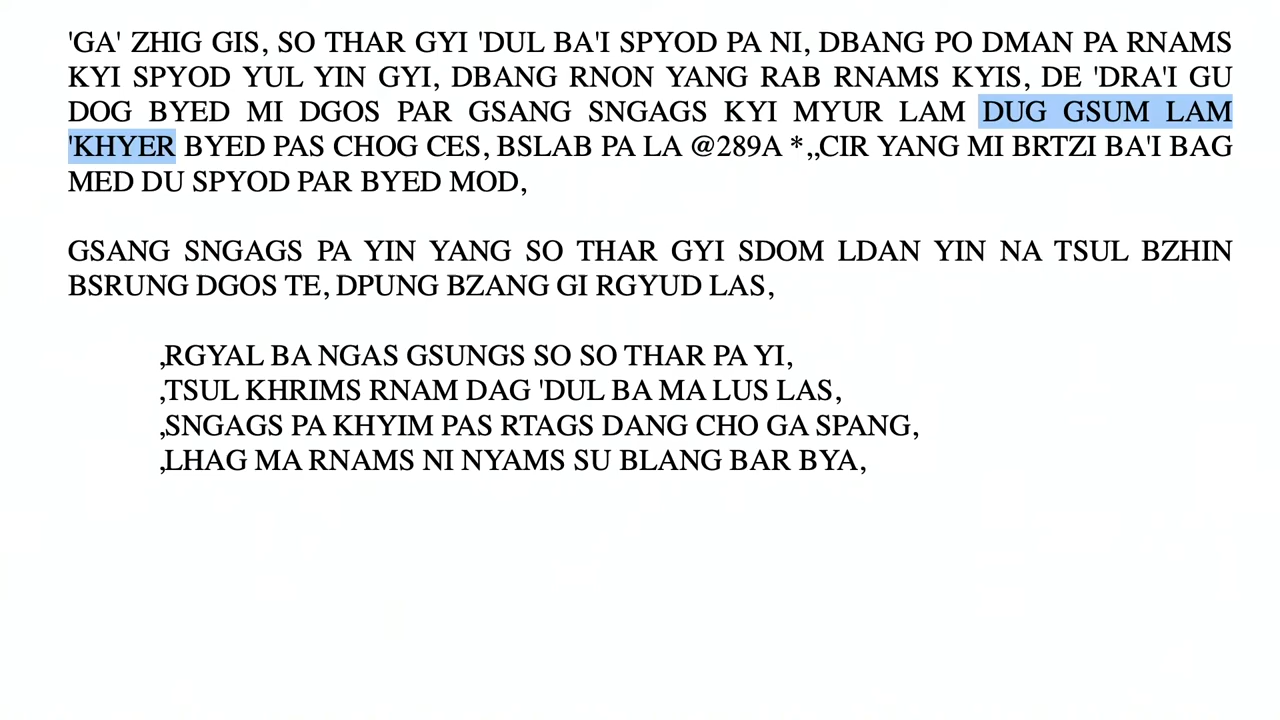 'GA' ZHIG GIS, SO THAR GYI 'DUL BA'I SPYOD PA NI, DBANG PO DMAN PA RNAMS
KYI SPYOD YUL YIN GYI, DBANG RNON YANG RAB RNAMS KYIS, DE 'DRA'I GU
DOG BYED MI DGOS PAR GSANG SNGAGS KYI MYUR LAM DUG GSUM LAM
'KHYER BYED PAS CHOG CES, BSLAB PA LA @289A *,,CIR YANG MI BRTZI BA'I BAG
MED DU SPYOD PAR BYED MOD,
GSANG SNGAGS PA YIN YANG SO THAR GYI SDOM LDAN YIN NA TSUL BZHIN
BSRUNG DGOS TE, DPUNG BZANG GI RGYUD LAS,
,RGYAL BA NGAS GSUNGS SO SO THAR PA YI,
,TSUL KHRIMS RNAM DAG 'DUL BA MA LUS LAS,
,SNGAGS PA KHYIM PAS RTAGS DANG CHO GA SPANG,
,LHAG MA RNAMS NI NYAMS SU BLANG BAR BYA,